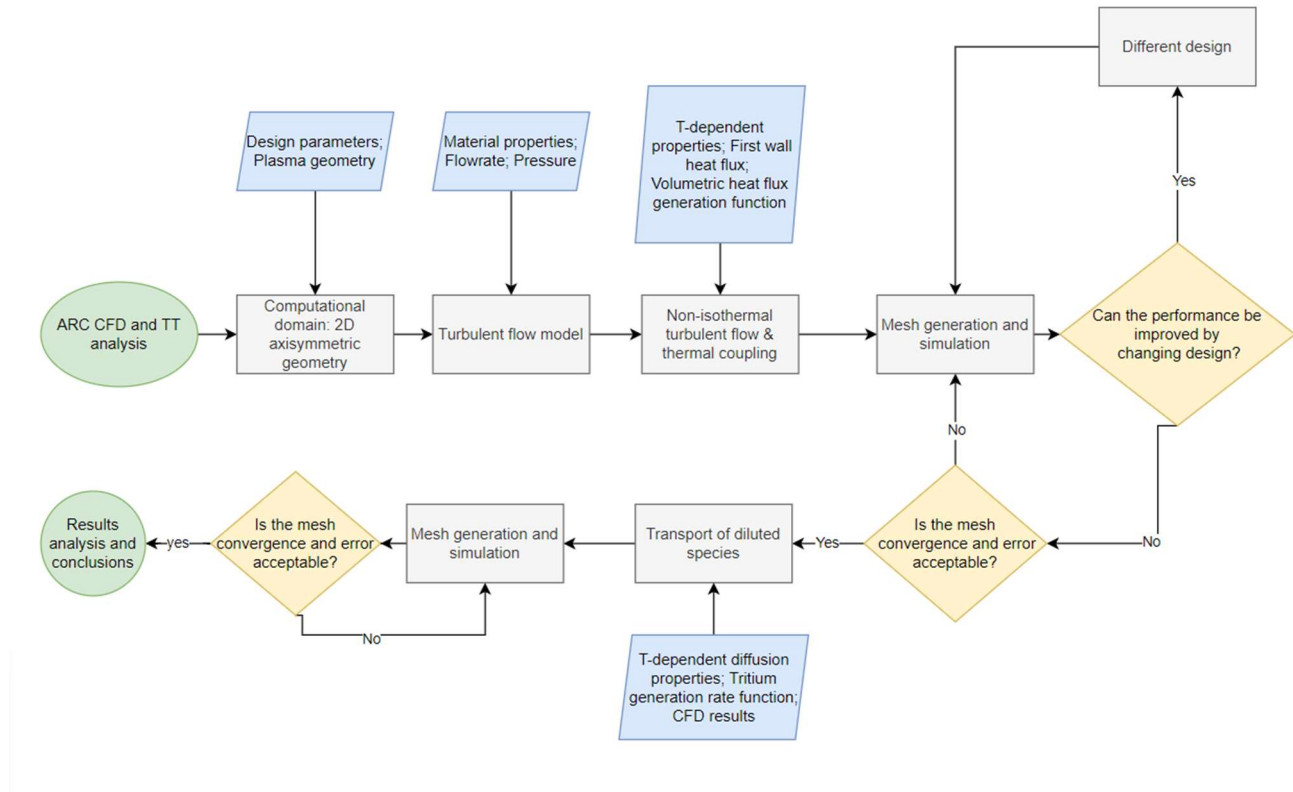 Different design
Design parameters;
Plasma geometry
Material properties;
Flowrate; Pressure
T-dependent
properties; First wall
heat flux;
Volumetric heat flux
generation function
Yes
ARC CFD and TT
analysis
Computational
domain: 2D
axisymmetric
geometry
Turbulent flow model
Non-isothermal
turbulent flow &
thermal coupling
Mesh generation and
simulation
Can the performance be
improved by
changing design?
No
Results
analysis and
conclusions
yes
Is the mesh
convergence and error
acceptable?
Mesh generation and
simulation
Transport of diluted
species
Yes
Is the mesh
convergence and error
acceptable?
No
No
T-dependent diffusion
properties; Tritium
generation rate function;
CFD results